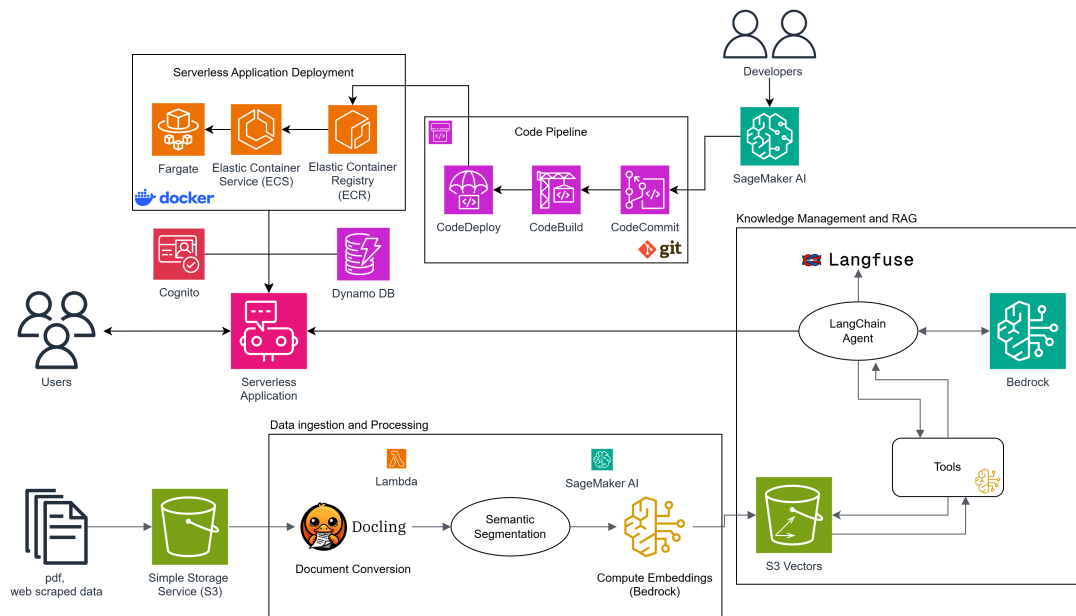 Serverless Application Deployment
Fargate
Elastic Container
Service (ECS)
Elastic Container
Registry
(ECR)
docker
Code Pipeline
CodeDeploy
CodeBuild
CodeCommit
git
Developers
SageMaker AI
Cognito
Dynamo DB
Users
Serverless
Application
Knowledge Management and RAG
Langfuse
LangChain
Agent
Bedrock
Tools
S3 Vectors
Data ingestion and Processing
Lambda
SageMaker AI
pdf,
web scraped data
Simple Storage
Service (S3)
Docling
Document Conversion
Semantic
Segmentation
Compute Embeddings
(Bedrock)